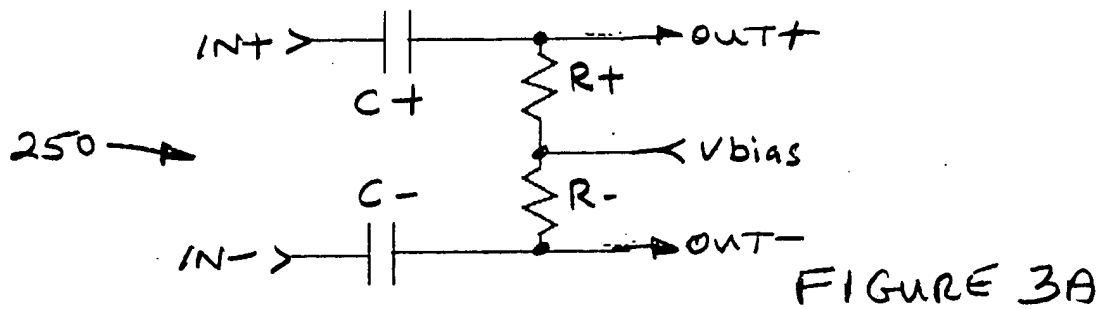 IN+
OUT+
C+
R+
250
Vbias
C-
R-
IN-
OUT-
FIGURE 3A